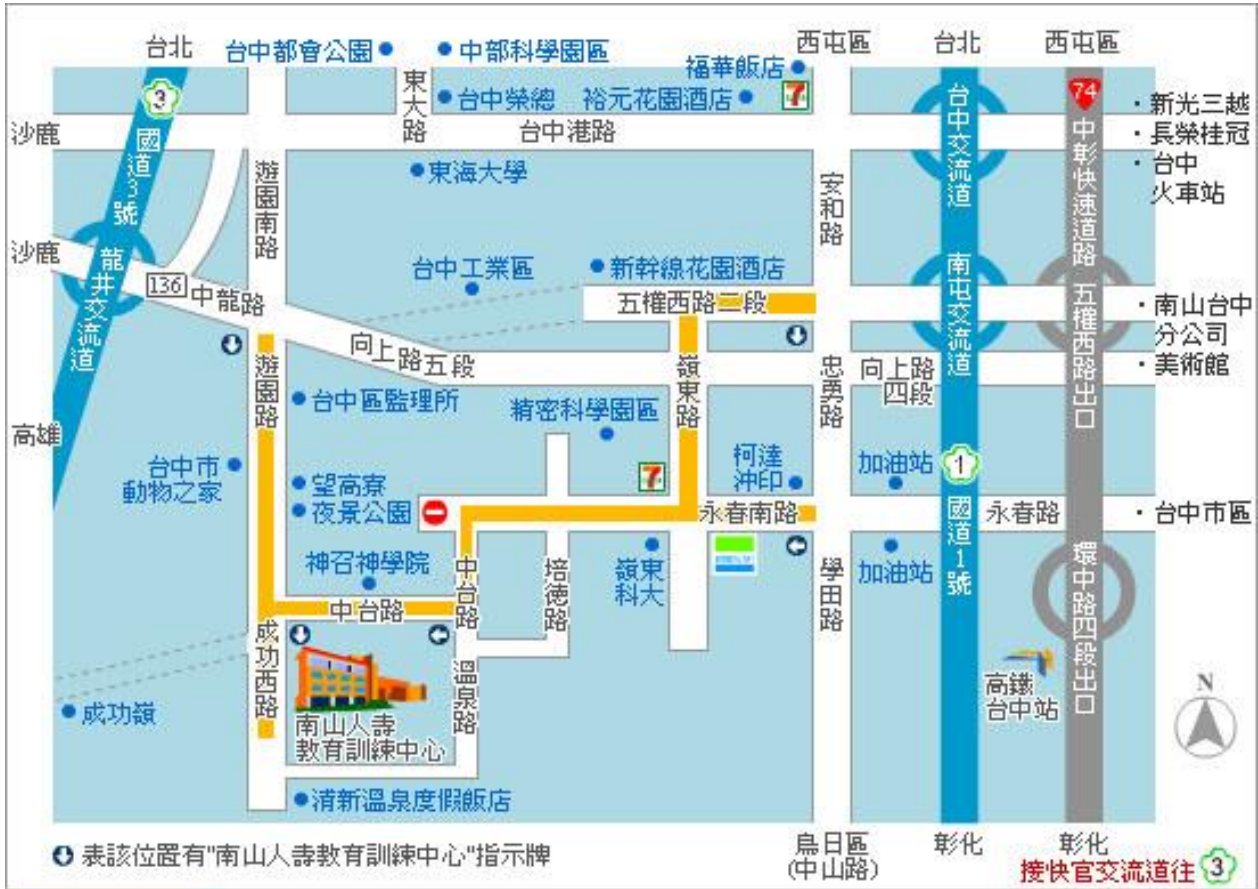 台北
台中都會公園
中部科學園區
西屯區
台北
西屯區
福華飯店
3
東大路
台中榮總
裕元花園酒店
7
74
新光三越
長榮桂冠
台中
火車站
沙鹿
台中港路
國道3號
遊園南路
東海大學
安和路
台中交流道
中彰快速道路
沙鹿
龍井交流道
136
中龍路
台中工業區
新幹線花園酒店
五權西路二段
南屯交流道
五權西路出口
南山台中
分公司
美術館
向上路五段
嶺東路
忠勇路
向上路
四段
遊園路
台中區監理所
精密科學園區
高雄
台中市
動物之家
望高寮
夜景公園
7
柯達
沖印
加油站
1
永春南路
國道1號
永春路
台中市區
神召神學院
中台路
培德路
嶺東
科大
學田路
加油站
環中路四段出口
中台路
成功西路
溫泉路
高鐵
台中站
N
成功嶺
南山人壽
教育訓練中心
清新溫泉度假飯店
表該位置有"南山人壽教育訓練中心"指示牌
烏日區
(中山路)
彰化
彰化
接快官交流道往 3